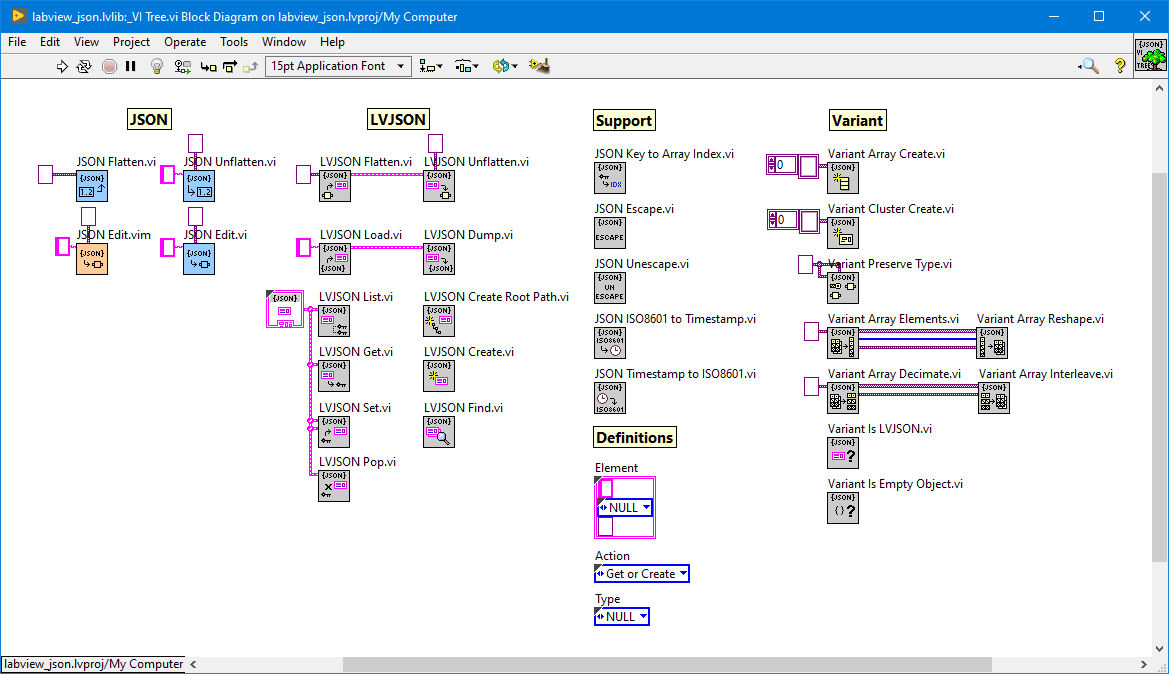 labview_json.lvlib:_VI Tree.vi Block Diagram on labview_json.lvproj/My Computer
File Edit View Project Operate Tools Window Help
15pt Application Font
{JSON}
VI
TREE
JSON
JSON Flatten.vi
{JSON}
1.2
JSON Unflatten.vi
{JSON}
1.2
JSON Edit.vim
{JSON}
JSON Edit.vi
{JSON}
LVJSON
LVJSON Flatten.vi
{JSON}
LVJSON Unflatten.vi
{JSON}
LVJSON Load.vi
{JSON}
{JSON}
LVJSON Dump.vi
{JSON}
{JSON}
{JSON}
LVJSON List.vi
{JSON}
LVJSON Create Root Path.vi
{JSON}
LVJSON Get.vi
{JSON}
LVJSON Create.vi
{JSON}
LVJSON Set.vi
{JSON}
LVJSON Find.vi
{JSON}
LVJSON Pop.vi
{JSON}
Support
JSON Key to Array Index.vi
{JSON}
IDX
JSON Escape.vi
{JSON}
ESCAPE
JSON Unescape.vi
{JSON}
UN
ESCAPE
JSON ISO8601 to Timestamp.vi
{JSON}
ISO8601
JSON Timestamp to ISO8601.vi
{JSON}
ISO8601
Definitions
Element
NULL
Action
Get or Create
Type
NULL
Variant
Variant Array Create.vi
0
{JSON}
Variant Cluster Create.vi
0
{JSON}
Variant Preserve Type.vi
{JSON}
Variant Array Elements.vi
{JSON}
Variant Array Reshape.vi
{JSON}
Variant Array Decimate.vi
{JSON}
Variant Array Interleave.vi
{JSON}
Variant Is LVJSON.vi
{JSON}
?
Variant Is Empty Object.vi
{JSON}
{}?
labview_json.lvproj/My Computer